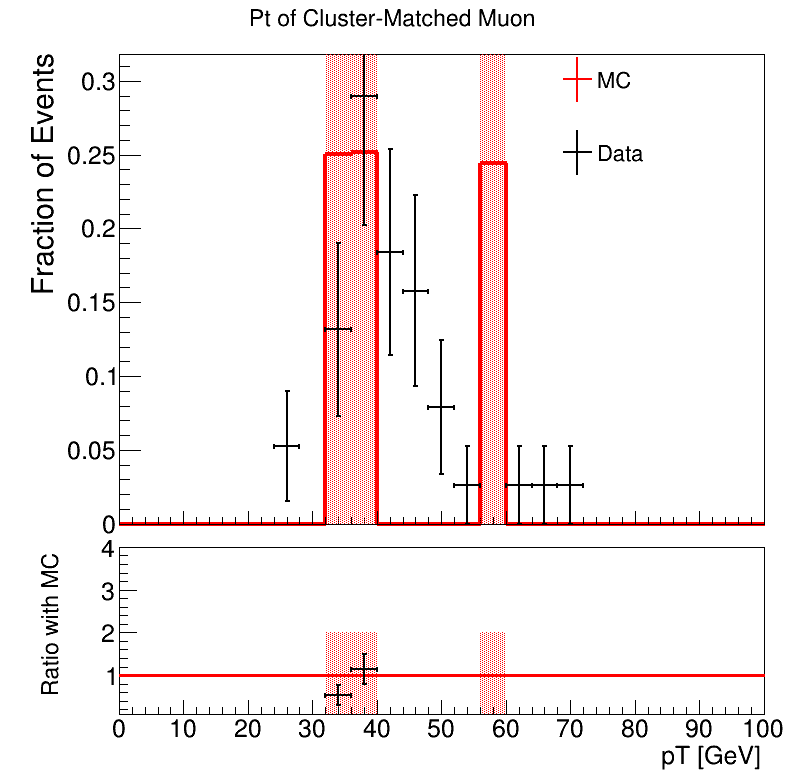 Pt of Cluster-Matched Muon
Fraction of Events
0.3
0.25
0.2
0.15
0.1
0.05
0
MC
Data
Ratio with MC
4
3
2
1
0 10 20 30 40 50 60 70 80 90 100
pT [GeV]